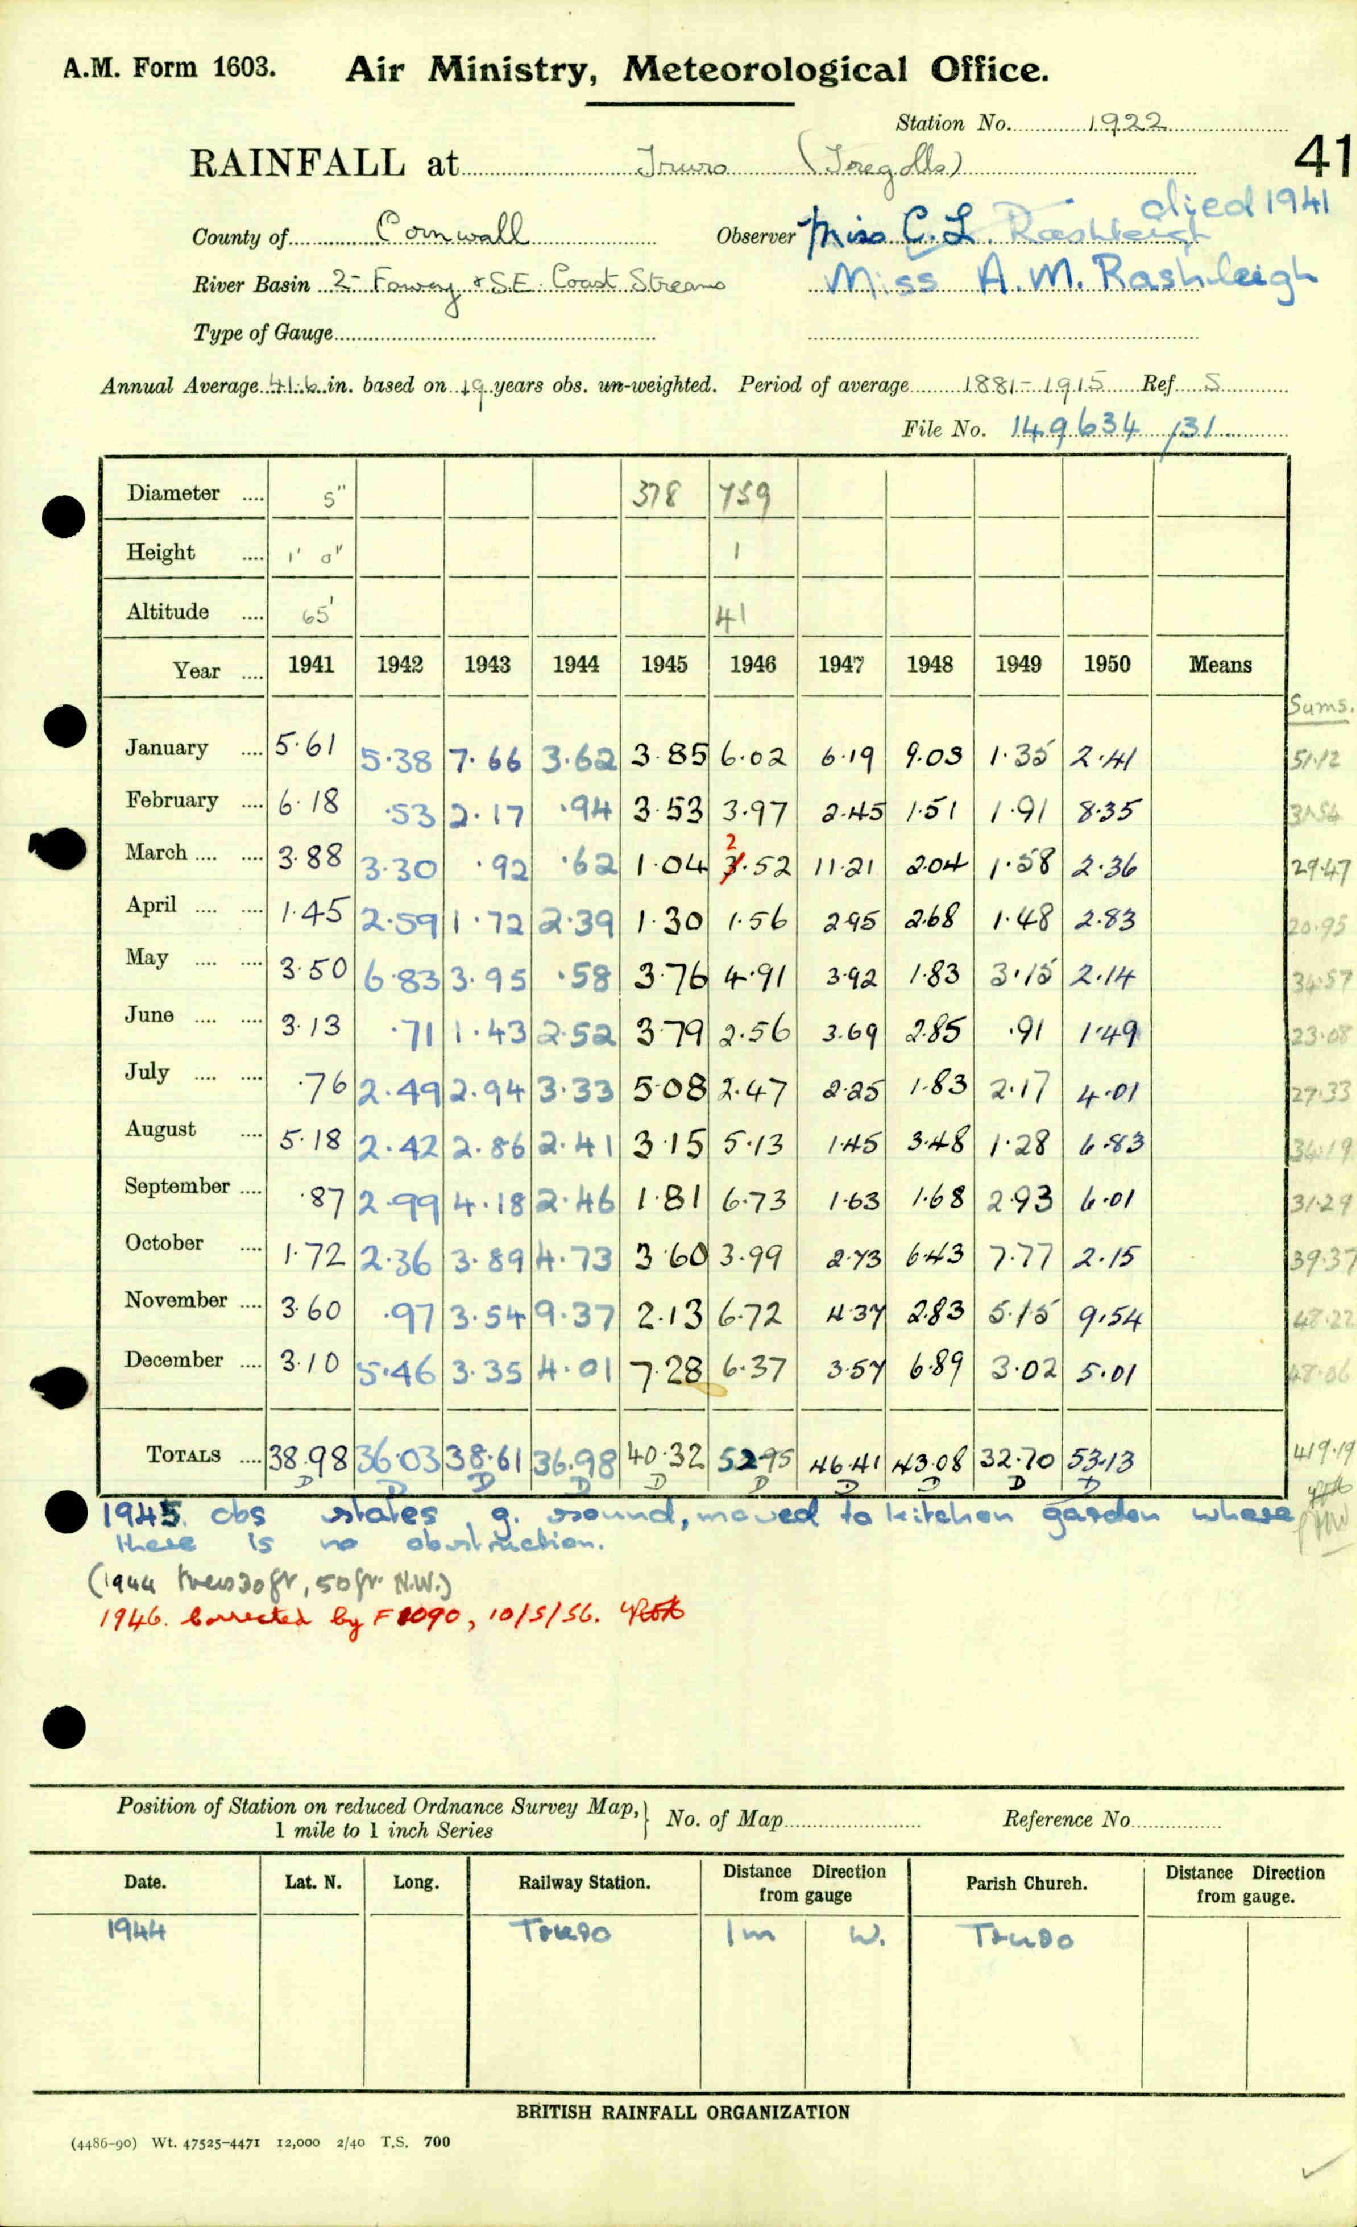 A.M. Form 1603. Air Ministry, Meteorological Office.
Station No. 1922
41
RAINFALL at Truro (Tregolls)
died 1941
County of Cornwall Observer Miss C.L. Rashleigh
River Basin 2- Fowey & S.E. Coast Streams Miss A.M. Rashleigh
Type of Gauge
Annual Average 41.6 in. based on 19 years obs. un-weighted. Period of average 1881-1915 Ref S
File No. 149634/31
Diameter .... 5" 378 759
Height .... 1' 0" 1
Altitude .... 65' 41
Year .... 1941 1942 1943 1944 1945 1946 1947 1948 1949 1950 Means
Sums.
January .... 5.61 5.38 7.66 3.62 3.85 6.02 6.19 9.03 1.35 2.41 51.12
February .... 6.18 .53 2.17 .94 3.53 3.97 2.45 1.51 1.91 8.35 31.54
2
March .... .... 3.88 3.30 .92 .62 1.04 3.52 11.21 2.04 1.58 2.36 29.47
April .... .... 1.45 2.59 1.72 2.39 1.30 1.56 2.95 2.68 1.48 2.83 20.95
May .... .... 3.50 6.83 3.95 .58 3.76 4.91 3.92 1.83 3.15 2.14 34.57
June .... .... 3.13 .71 1.43 2.52 3.79 2.56 3.69 2.85 .91 1.49 23.08
July .... .... .76 2.49 2.94 3.33 5.08 2.47 2.25 1.83 2.17 4.01 27.33
August .... 5.18 2.42 2.86 2.41 3.15 5.13 1.45 3.48 1.28 6.83 34.19
September .... .87 2.99 4.18 2.46 1.81 6.73 1.63 1.68 2.93 6.01 31.29
October .... 1.72 2.36 3.89 4.73 3.60 3.99 2.73 6.43 7.77 2.15 39.37
November .... 3.60 .97 3.54 9.37 2.13 6.72 4.37 2.83 5.15 9.54 48.22
December .... 3.10 5.46 3.35 4.01 7.28 6.37 3.57 6.89 3.02 5.01 48.06
TOTALS .... 38.98 36.03 38.61 36.98 40.32 52.95 46.41 43.08 32.70 53.13 419.19
D D D D D D D D D D
1945 obs states g. round, moved to kitchen garden where
there is no obstruction.
(1944 trees 30ft, 50ft. N.W.)
1946. Corrected by F 1090, 10/5/56.
Position of Station on reduced Ordnance Survey Map, 1 mile to 1 inch Series } No. of Map Reference No.
Date. Lat. N. Long. Railway Station. Distance Direction from gauge Parish Church. Distance Direction from gauge.
1944 Truro 1m W. Truro
BRITISH RAINFALL ORGANIZATION
(4486-90) Wt. 47525-4471 12,000 2/40 T.S. 700